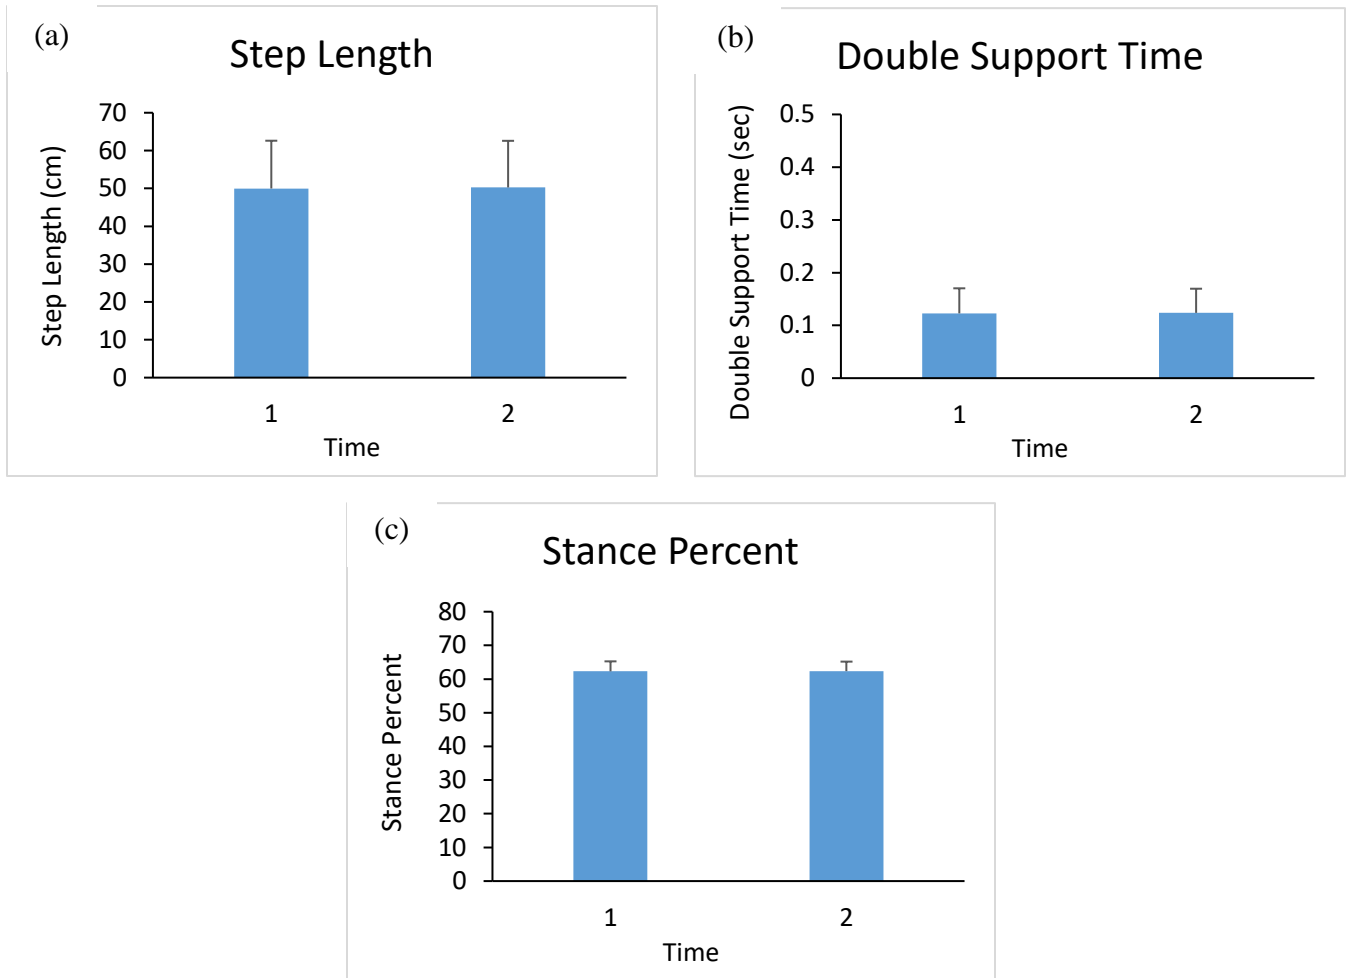 (a)
Step Length
Step Length (cm)
70
60
50
40
30
20
10
0
1
2
Time
(b)
Double Support Time
Double Support Time (sec)
0.5
0.4
0.3
0.2
0.1
0
1
2
Time
(c)
Stance Percent
Stance Percent
80
70
60
50
40
30
20
10
0
1
2
Time